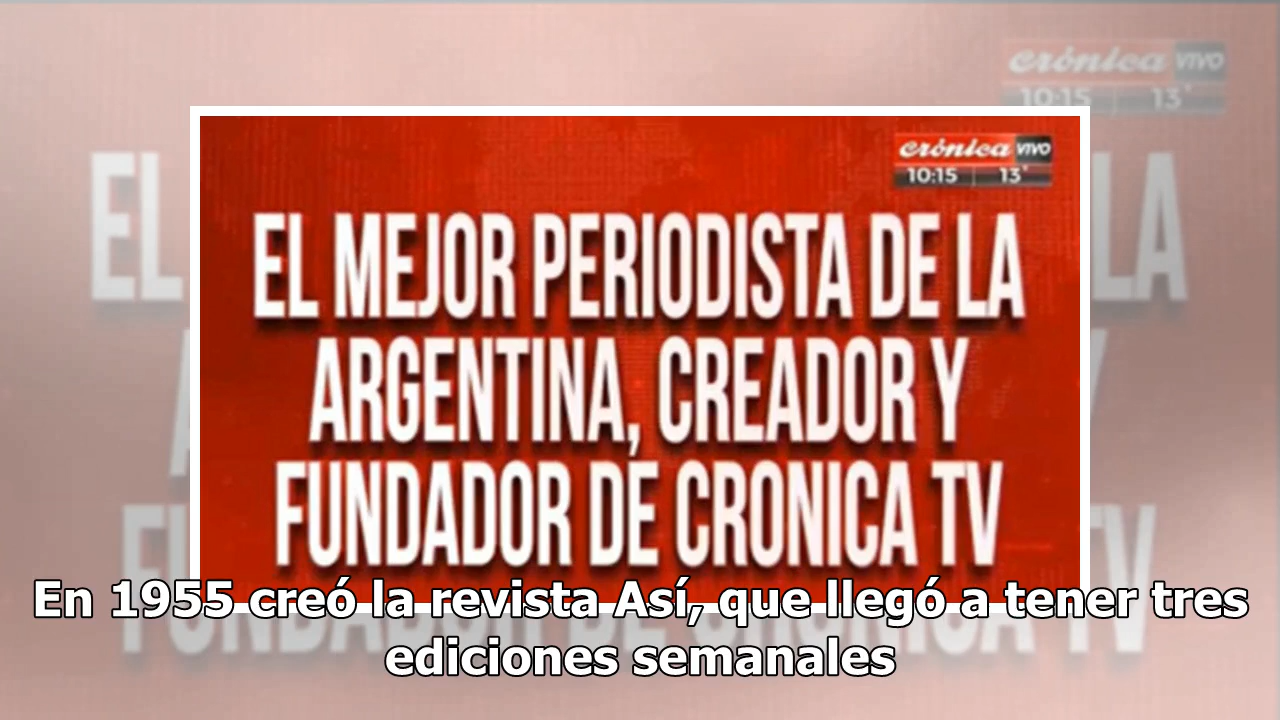 crónica VIVO
10:15 13°
EL MEJOR PERIODISTA DE LA
ARGENTINA, CREADOR Y
FUNDADOR DE CRONICA TV
En 1955 creó la revista Así, que llegó a tener tres
ediciones semanales